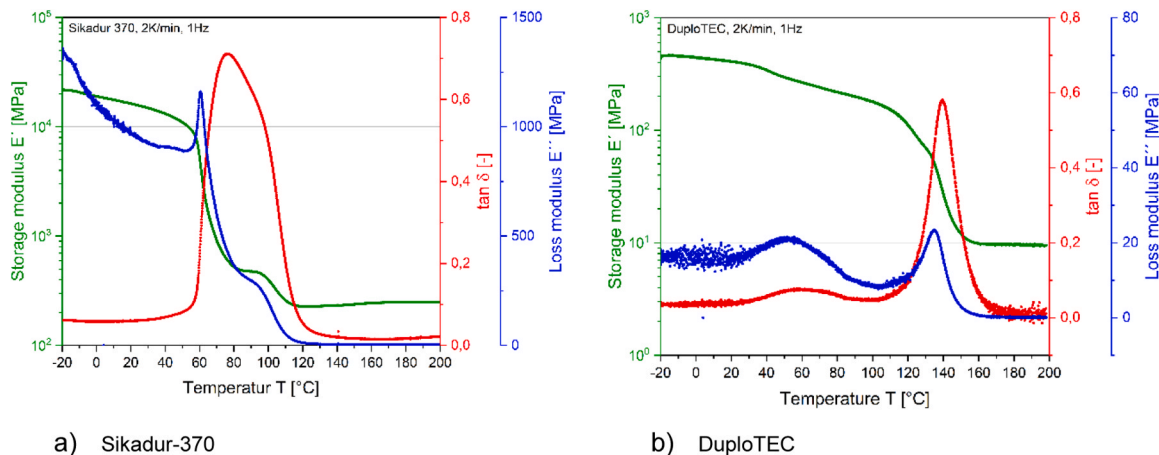 Sikadur 370, 2K/min, 1Hz
Storage modulus E´ [MPa]
10^5
10^4
10^3
10^2
tan δ [-]
0,8
0,6
0,4
0,2
0,0
Loss modulus E´´ [MPa]
1500
1000
500
0
-20 0 20 40 60 80 100 120 140 160 180 200
Temperatur T [°C]
a) Sikadur-370
DuploTEC, 2K/min, 1Hz
Storage modulus E´ [MPa]
10^3
10^2
10^1
10^0
tan δ [-]
0,8
0,6
0,4
0,2
0,0
Loss modulus E´´ [MPa]
80
60
40
20
0
-20 0 20 40 60 80 100 120 140 160 180 200
Temperature T [°C]
b) DuploTEC